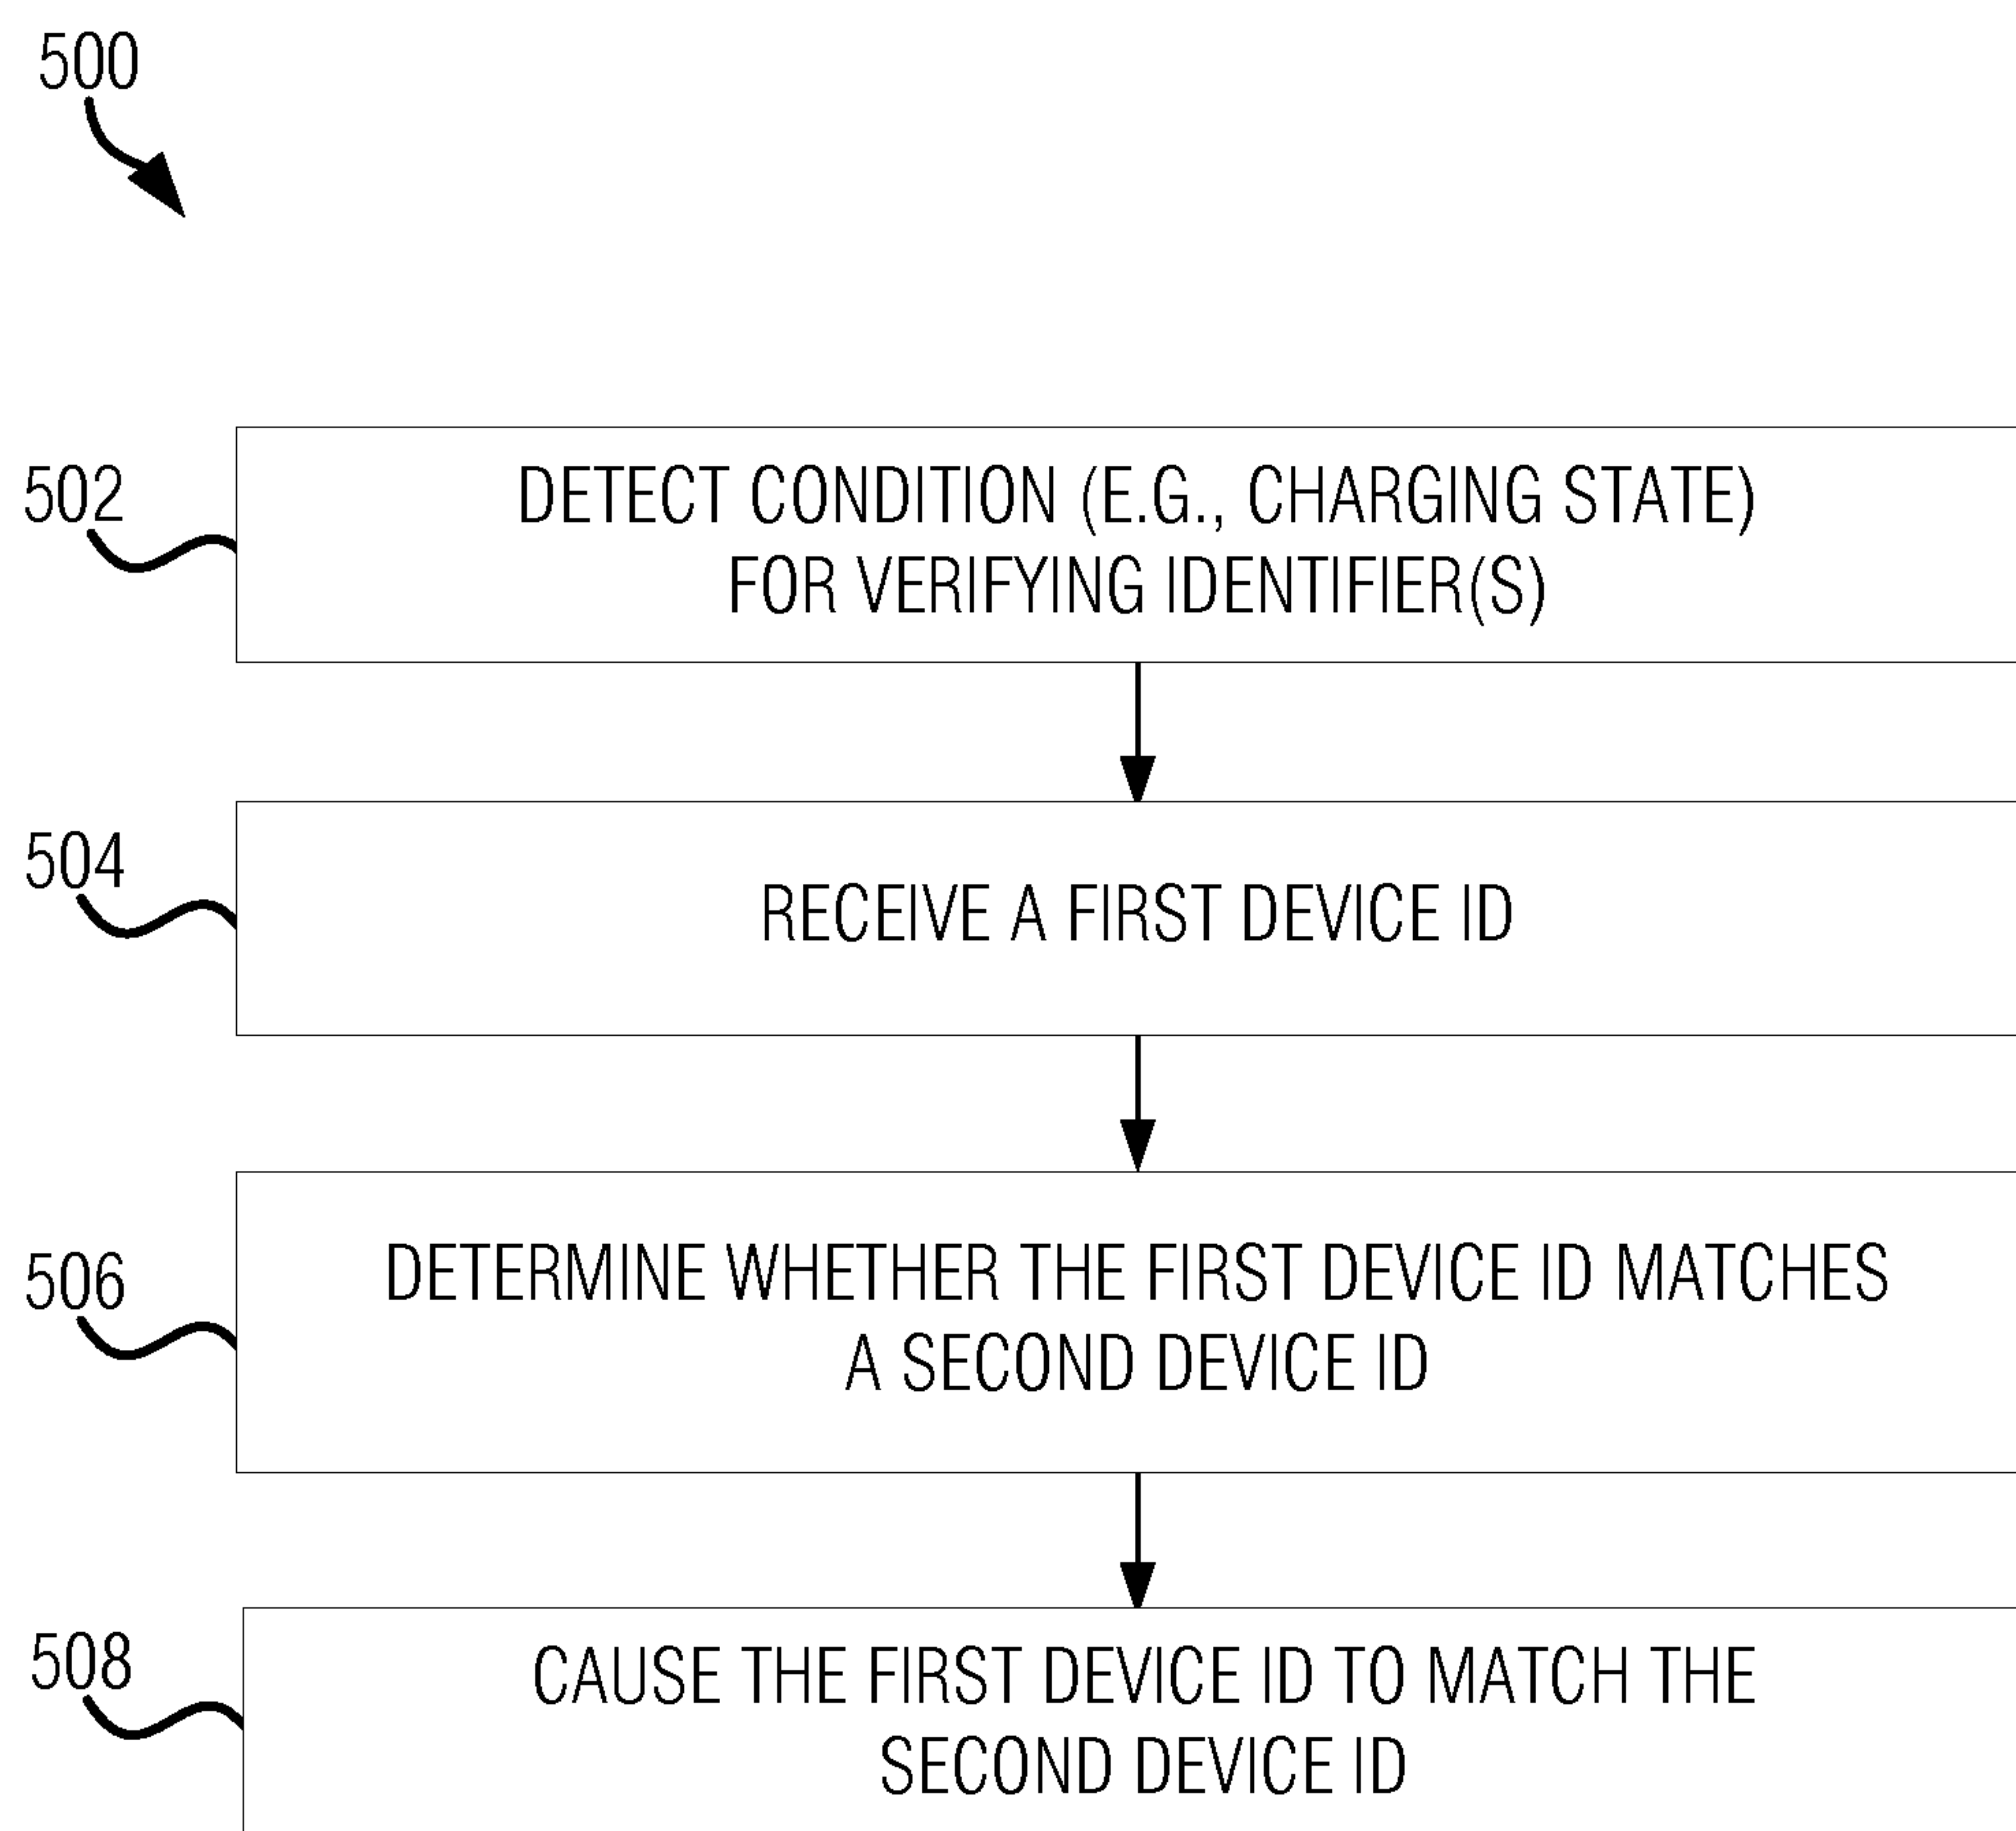 500
502
DETECT CONDITION (E.G., CHARGING STATE)
FOR VERIFYING IDENTIFIER(S)
504
RECEIVE A FIRST DEVICE ID
506
DETERMINE WHETHER THE FIRST DEVICE ID MATCHES
A SECOND DEVICE ID
508
CAUSE THE FIRST DEVICE ID TO MATCH THE
SECOND DEVICE ID